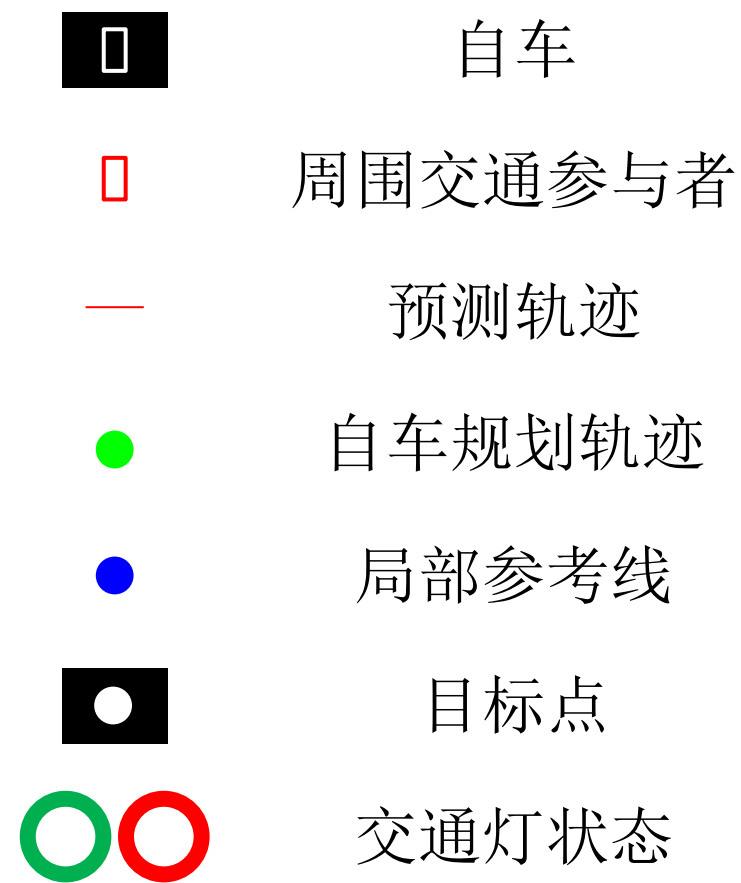 自车
周围交通参与者
预测轨迹
自车规划轨迹
局部参考线
目标点
交通灯状态